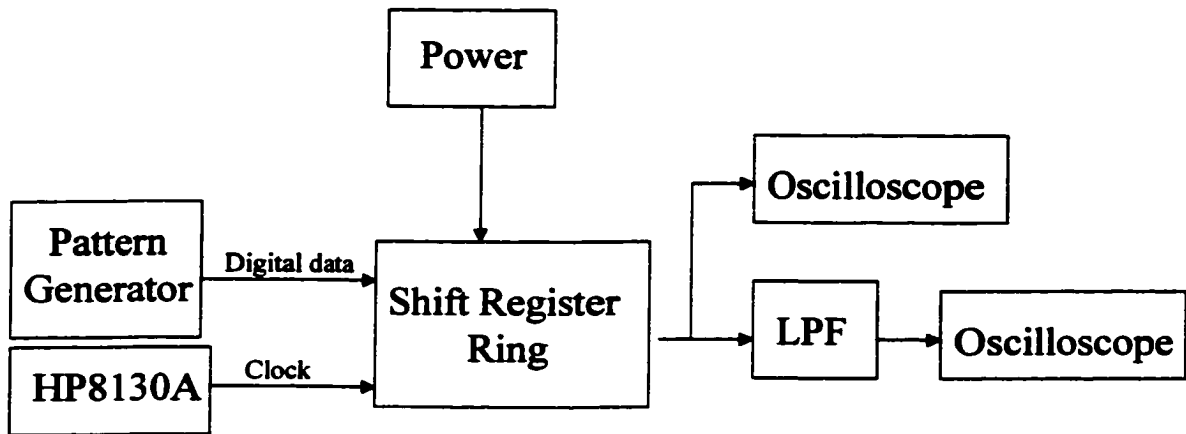 Power
Oscilloscope
Pattern
Generator
Digital data
Shift Register
Ring
LPF
Oscilloscope
HP8130A
Clock